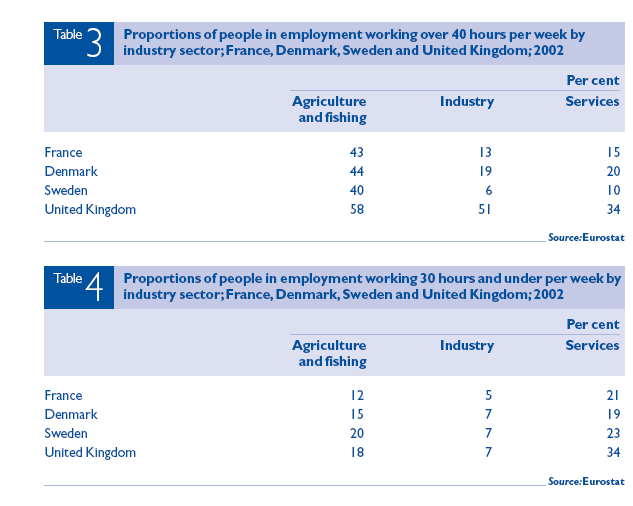 Table 3 Proportions of people in employment working over 40 hours per week by
industry sector; France, Denmark, Sweden and United Kingdom; 2002
Per cent
Agriculture Industry Services
and fishing
France 43 13 15
Denmark 44 19 20
Sweden 40 6 10
United Kingdom 58 51 34
Source: Eurostat
Table 4 Proportions of people in employment working 30 hours and under per week by
industry sector; France, Denmark, Sweden and United Kingdom; 2002
Per cent
Agriculture Industry Services
and fishing
France 12 5 21
Denmark 15 7 19
Sweden 20 7 23
United Kingdom 18 7 34
Source: Eurostat